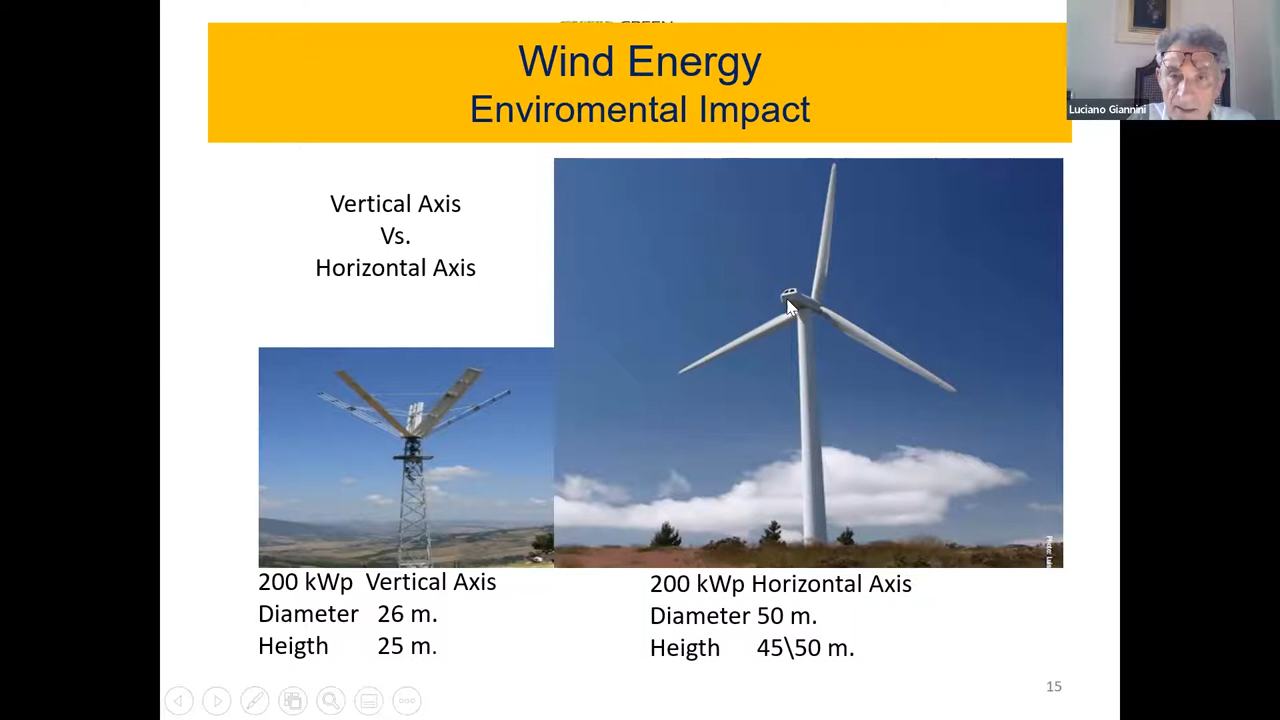 GREEN
Wind Energy
Enviromental Impact
Luciano Giannini
Vertical Axis
Vs.
Horizontal Axis
200 kWp Vertical Axis
Diameter 26 m.
Heigth 25 m.
200 kWp Horizontal Axis
Diameter 50 m.
Heigth 45\50 m.
15